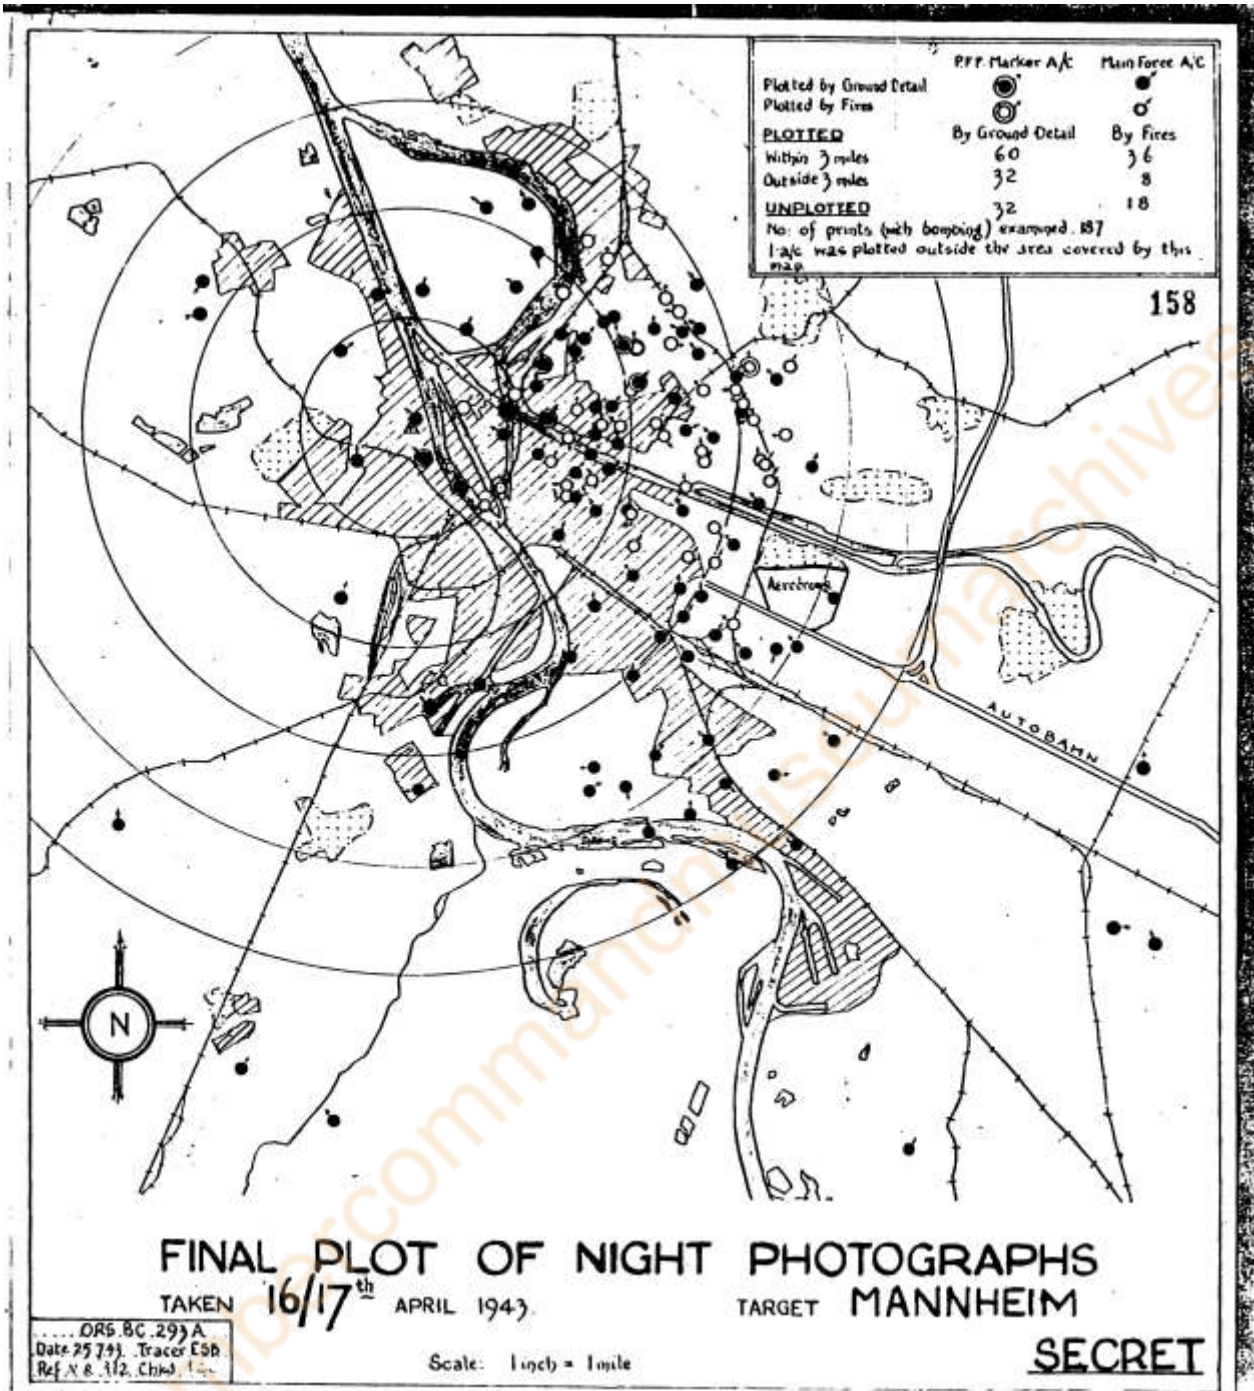 P.F.F. Marker A/C Main Force A/C
Plotted by Ground Detail
Plotted by Fires
PLOTTED By Ground Detail By Fires
Within 3 miles 60 36
Outside 3 miles 32 8
UNPLOTTED 32 18
No: of prints (with bombing) examined. 187
1 a/c was plotted outside the area covered by this
map
158
Aerodrome
AUTOBAHN
N
FINAL PLOT OF NIGHT PHOTOGRAPHS
TAKEN 16/17th APRIL 1943. TARGET MANNHEIM
ORS. BC. 293 A
Date 25.7.43. Tracer ESB
Scale: 1 inch = 1 mile
SECRET
mbercommandmuseumarchives